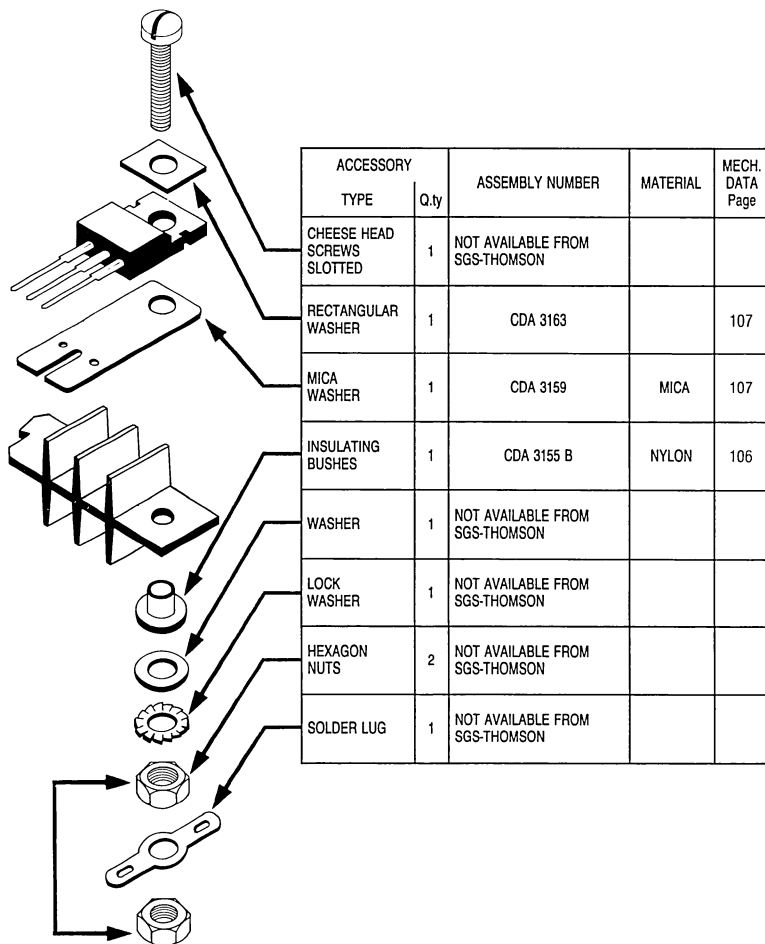 ACCESSORY
ASSEMBLY NUMBER
MATERIAL
MECH.
DATA
Page
TYPE
Q.ty
CHEESE HEAD
SCREWS
SLOTTED
1
NOT AVAILABLE FROM
SGS-THOMSON
RECTANGULAR
WASHER
1
CDA 3163
107
MICA
WASHER
1
CDA 3159
MICA
107
INSULATING
BUSHES
1
CDA 3155 B
NYLON
106
WASHER
1
NOT AVAILABLE FROM
SGS-THOMSON
LOCK
WASHER
1
NOT AVAILABLE FROM
SGS-THOMSON
HEXAGON
NUTS
2
NOT AVAILABLE FROM
SGS-THOMSON
SOLDER LUG
1
NOT AVAILABLE FROM
SGS-THOMSON